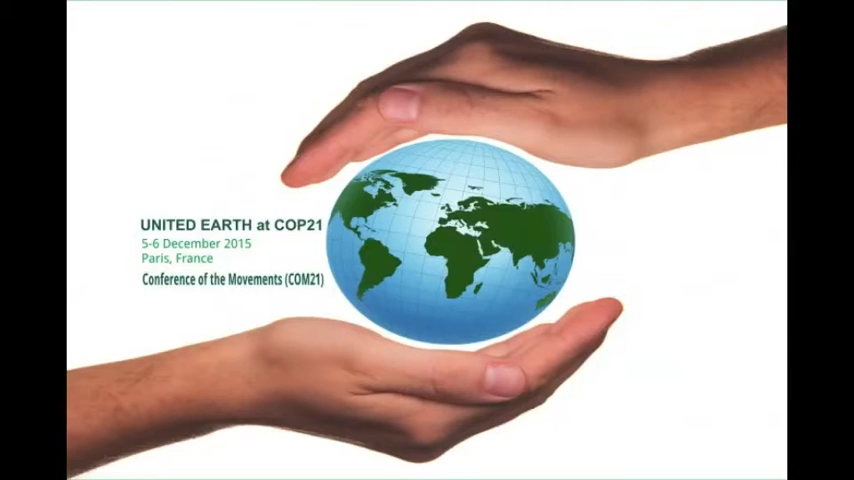 UNITED EARTH at COP21
5-6 December 2015
Paris, France
Conference of the Movements (COM21)